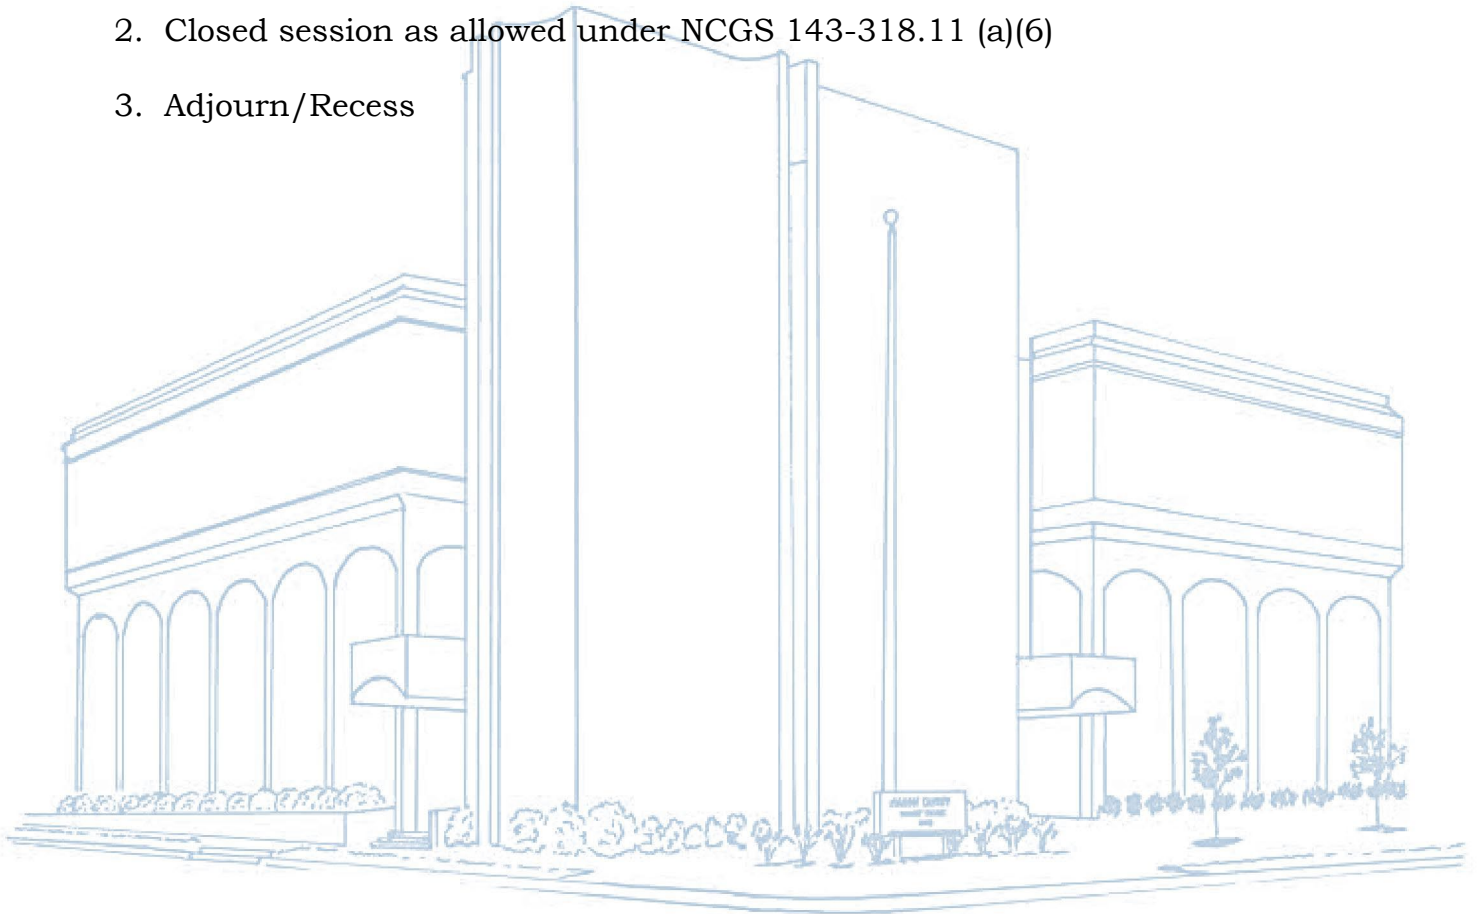 2. Closed session as allowed under NCGS 143-318.11 (a)(6)
3. Adjourn/Recess